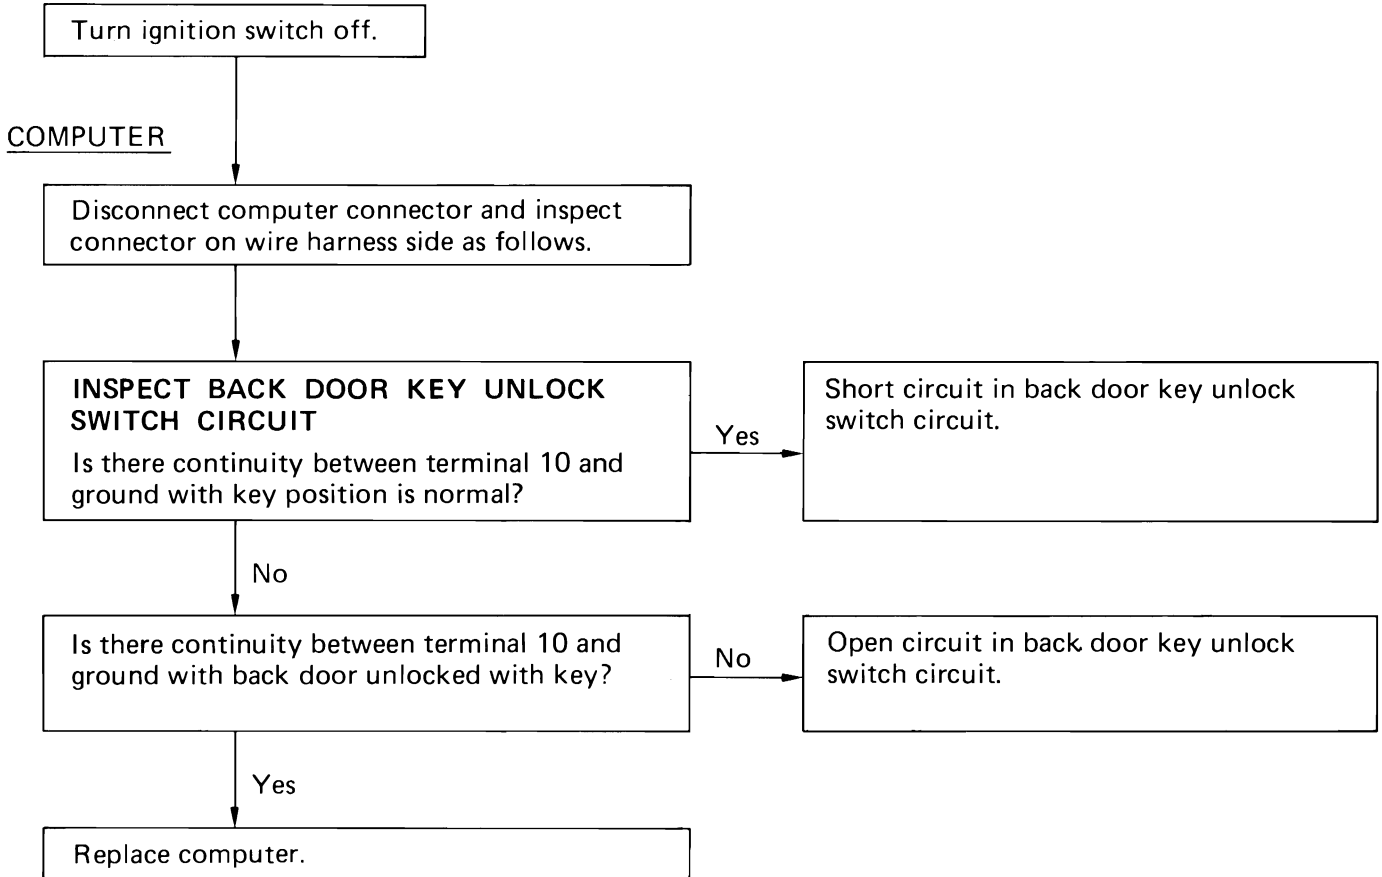 Turn ignition switch off.
COMPUTER
Disconnect computer connector and inspect
connector on wire harness side as follows.
INSPECT BACK DOOR KEY UNLOCK
SWITCH CIRCUIT
Is there continuity between terminal 10 and
ground with key position is normal?
Yes
Short circuit in back door key unlock
switch circuit.
No
Is there continuity between terminal 10 and
ground with back door unlocked with key?
No
Open circuit in back door key unlock
switch circuit.
Yes
Replace computer.